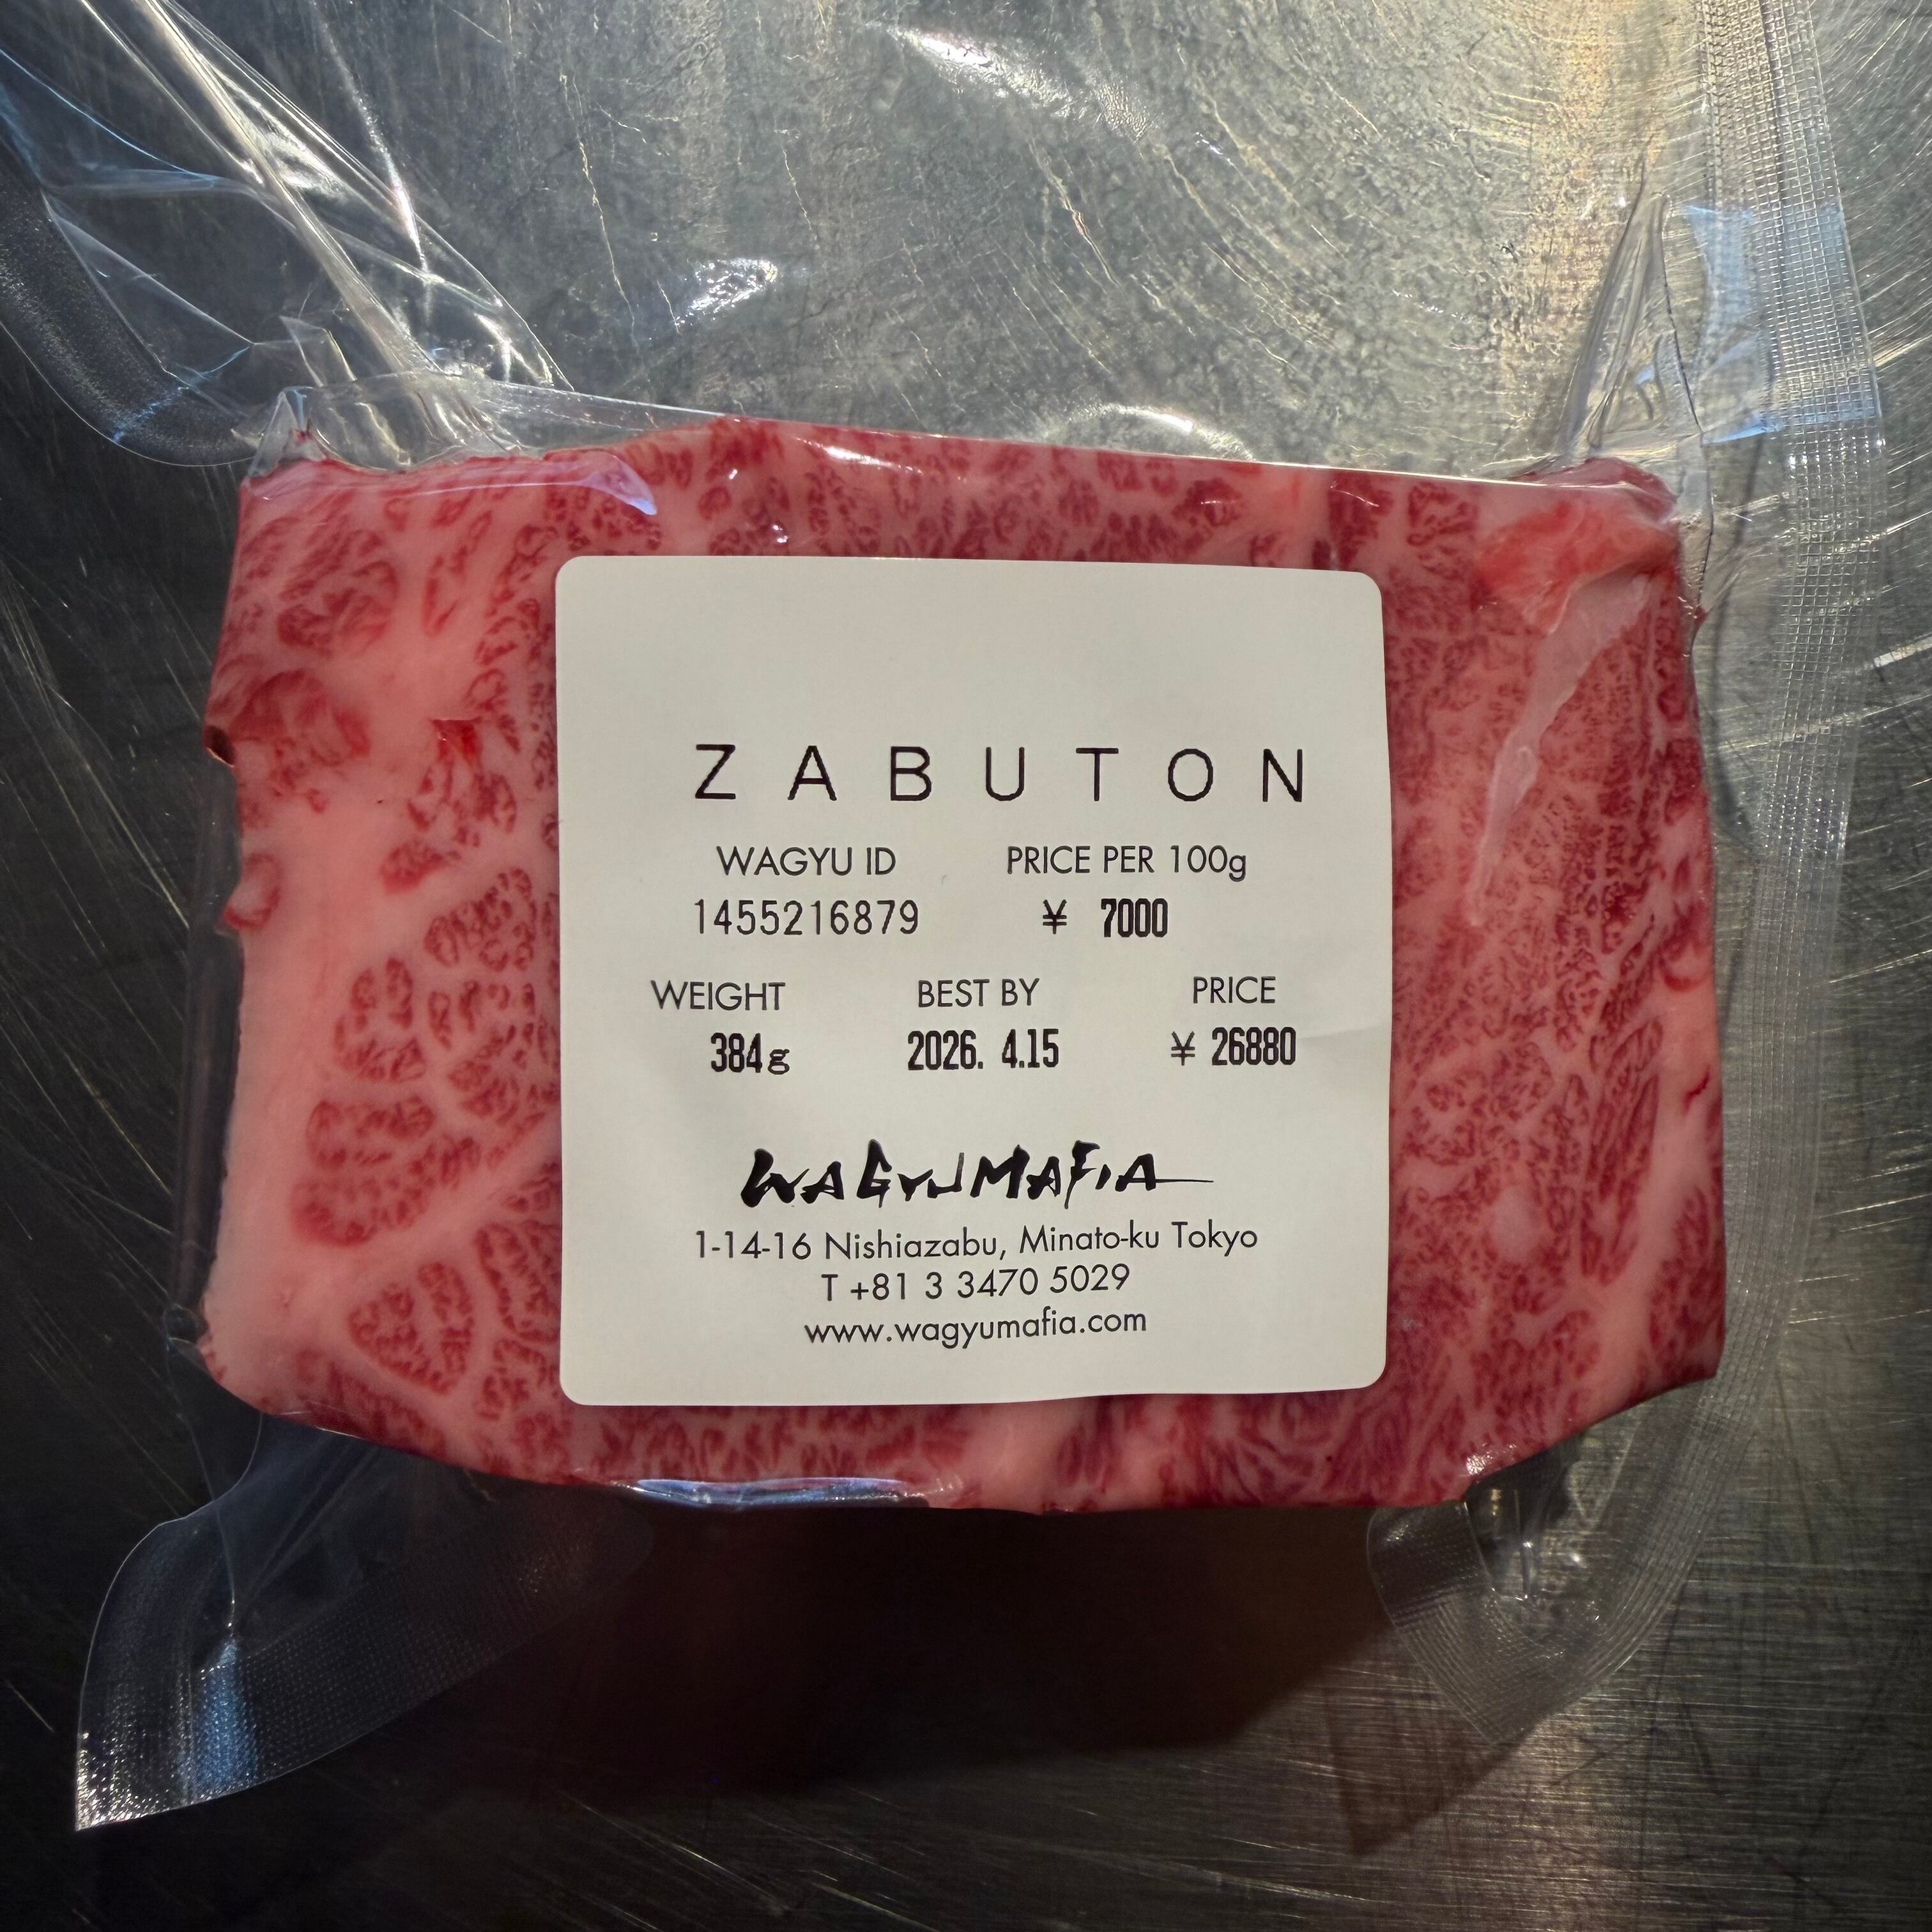 ZABUTON
WAGYU ID PRICE PER 100g
1455216879 ¥ 7000
WEIGHT BEST BY PRICE
384g 2026. 4.15 ¥ 26880
WAGYUMAFIA
1-14-16 Nishiazabu, Minato-ku Tokyo
T +81 3 3470 5029
www.wagyumafia.com